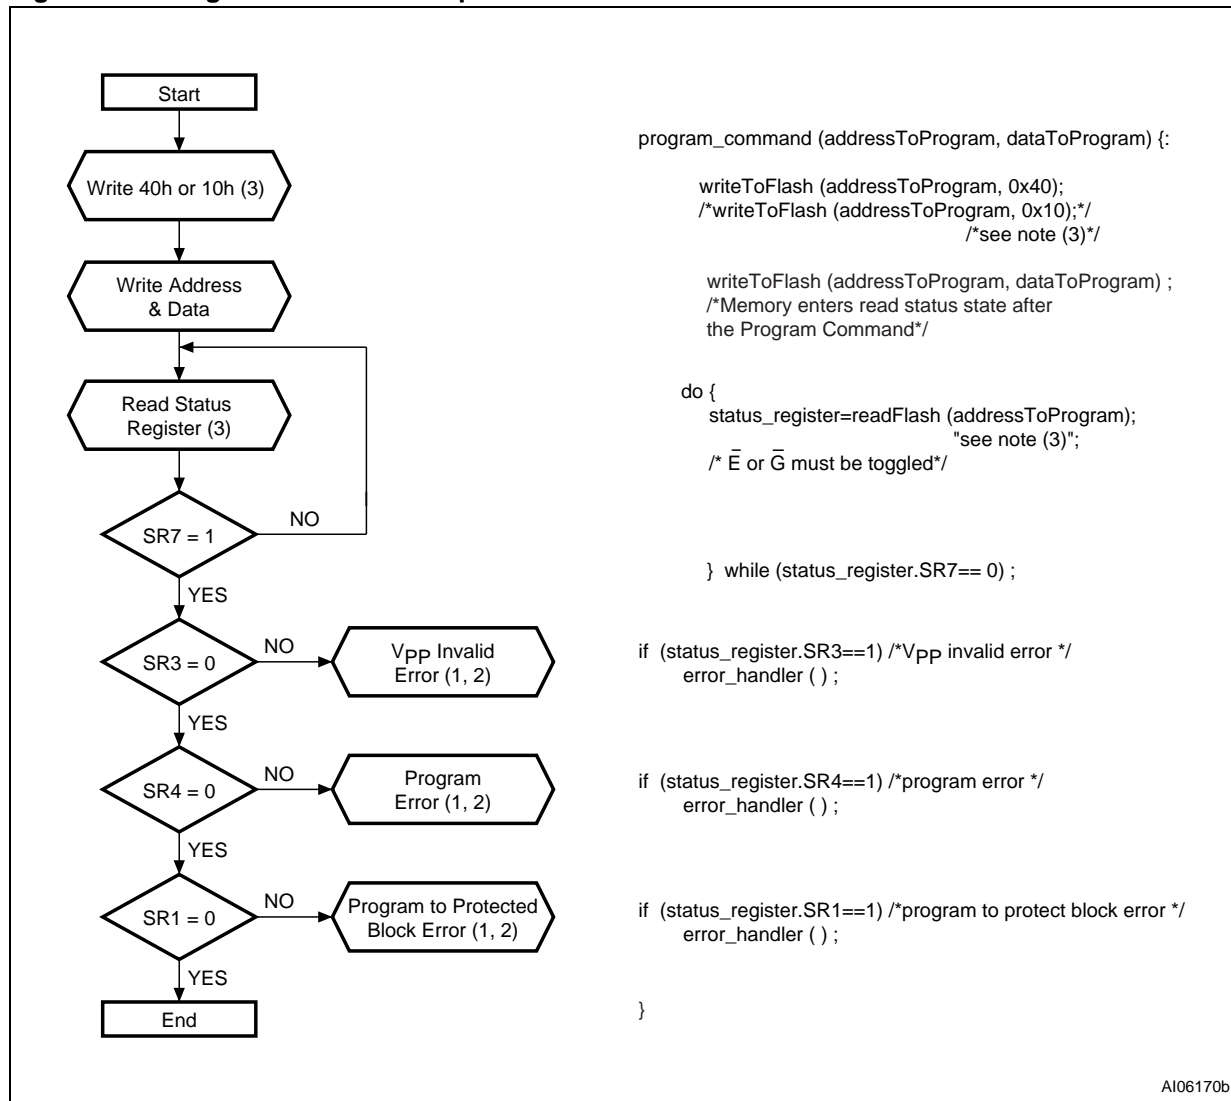 Start
Write 40h or 10h (3)
Write Address
& Data
Read Status
Register (3)
SR7 = 1
NO
YES
SR3 = 0
NO
VPP Invalid
Error (1, 2)
YES
SR4 = 0
NO
Program
Error (1, 2)
YES
SR1 = 0
NO
Program to Protected
Block Error (1, 2)
YES
End
program_command (addressToProgram, dataToProgram) {:
writeToFlash (addressToProgram, 0x40);
/*writeToFlash (addressToProgram, 0x10);*/
/*see note (3)*/
writeToFlash (addressToProgram, dataToProgram) ;
/*Memory enters read status state after
the Program Command*/
do {
status_register=readFlash (addressToProgram);
"see note (3)";
/* E̅ or G̅ must be toggled*/
} while (status_register.SR7== 0) ;
if (status_register.SR3==1) /*VPP invalid error */
error_handler ( ) ;
if (status_register.SR4==1) /*program error */
error_handler ( ) ;
if (status_register.SR1==1) /*program to protect block error */
error_handler ( ) ;
}
AI06170b